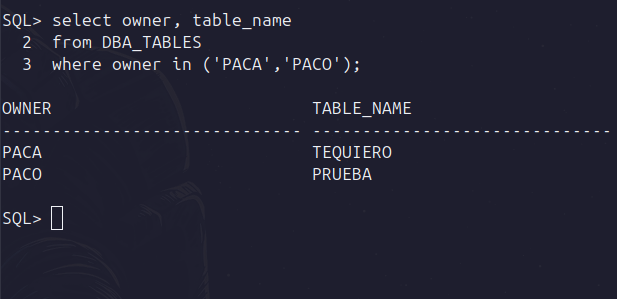 SQL> select owner, table_name
  2  from DBA_TABLES
  3  where owner in ('PACA','PACO');
OWNER                          TABLE_NAME
------------------------------ ------------------------------
PACA                           TEQUIERO
PACO                           PRUEBA
SQL>